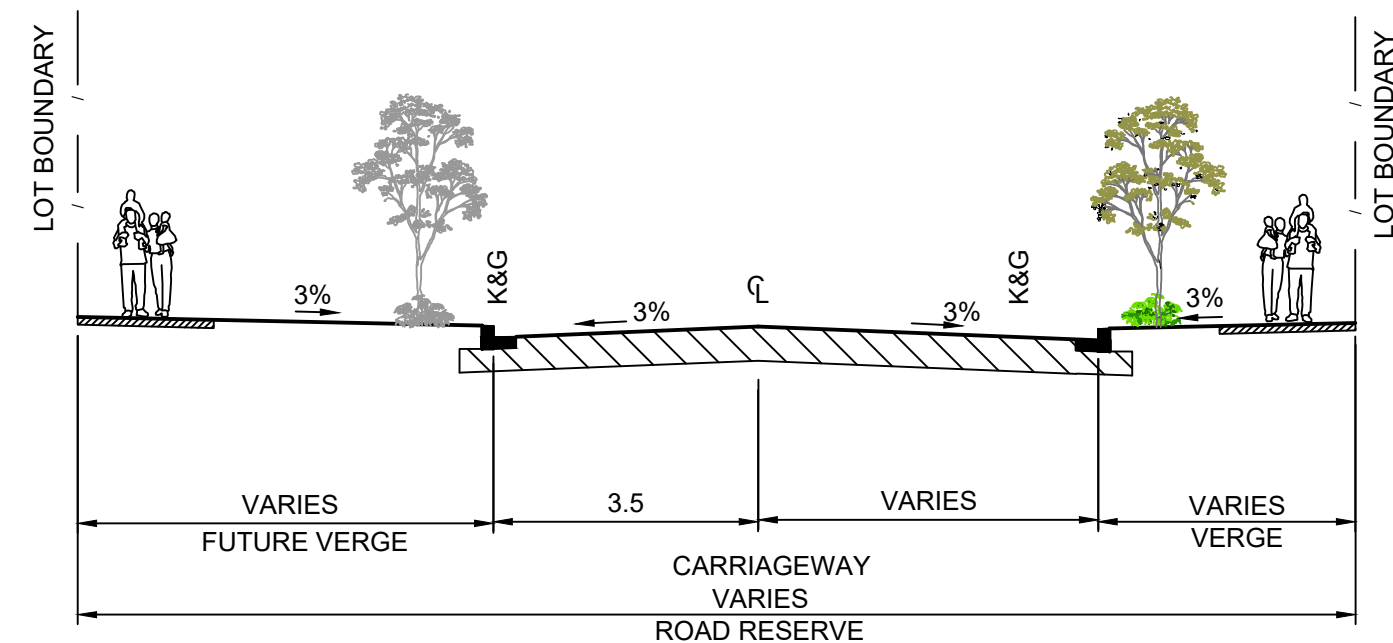 LOT BOUNDARY
LOT BOUNDARY
K&G
K&G
℄
3%
3%
3%
3%
VARIES
3.5
VARIES
VARIES
FUTURE VERGE
VERGE
CARRIAGEWAY
VARIES
ROAD RESERVE